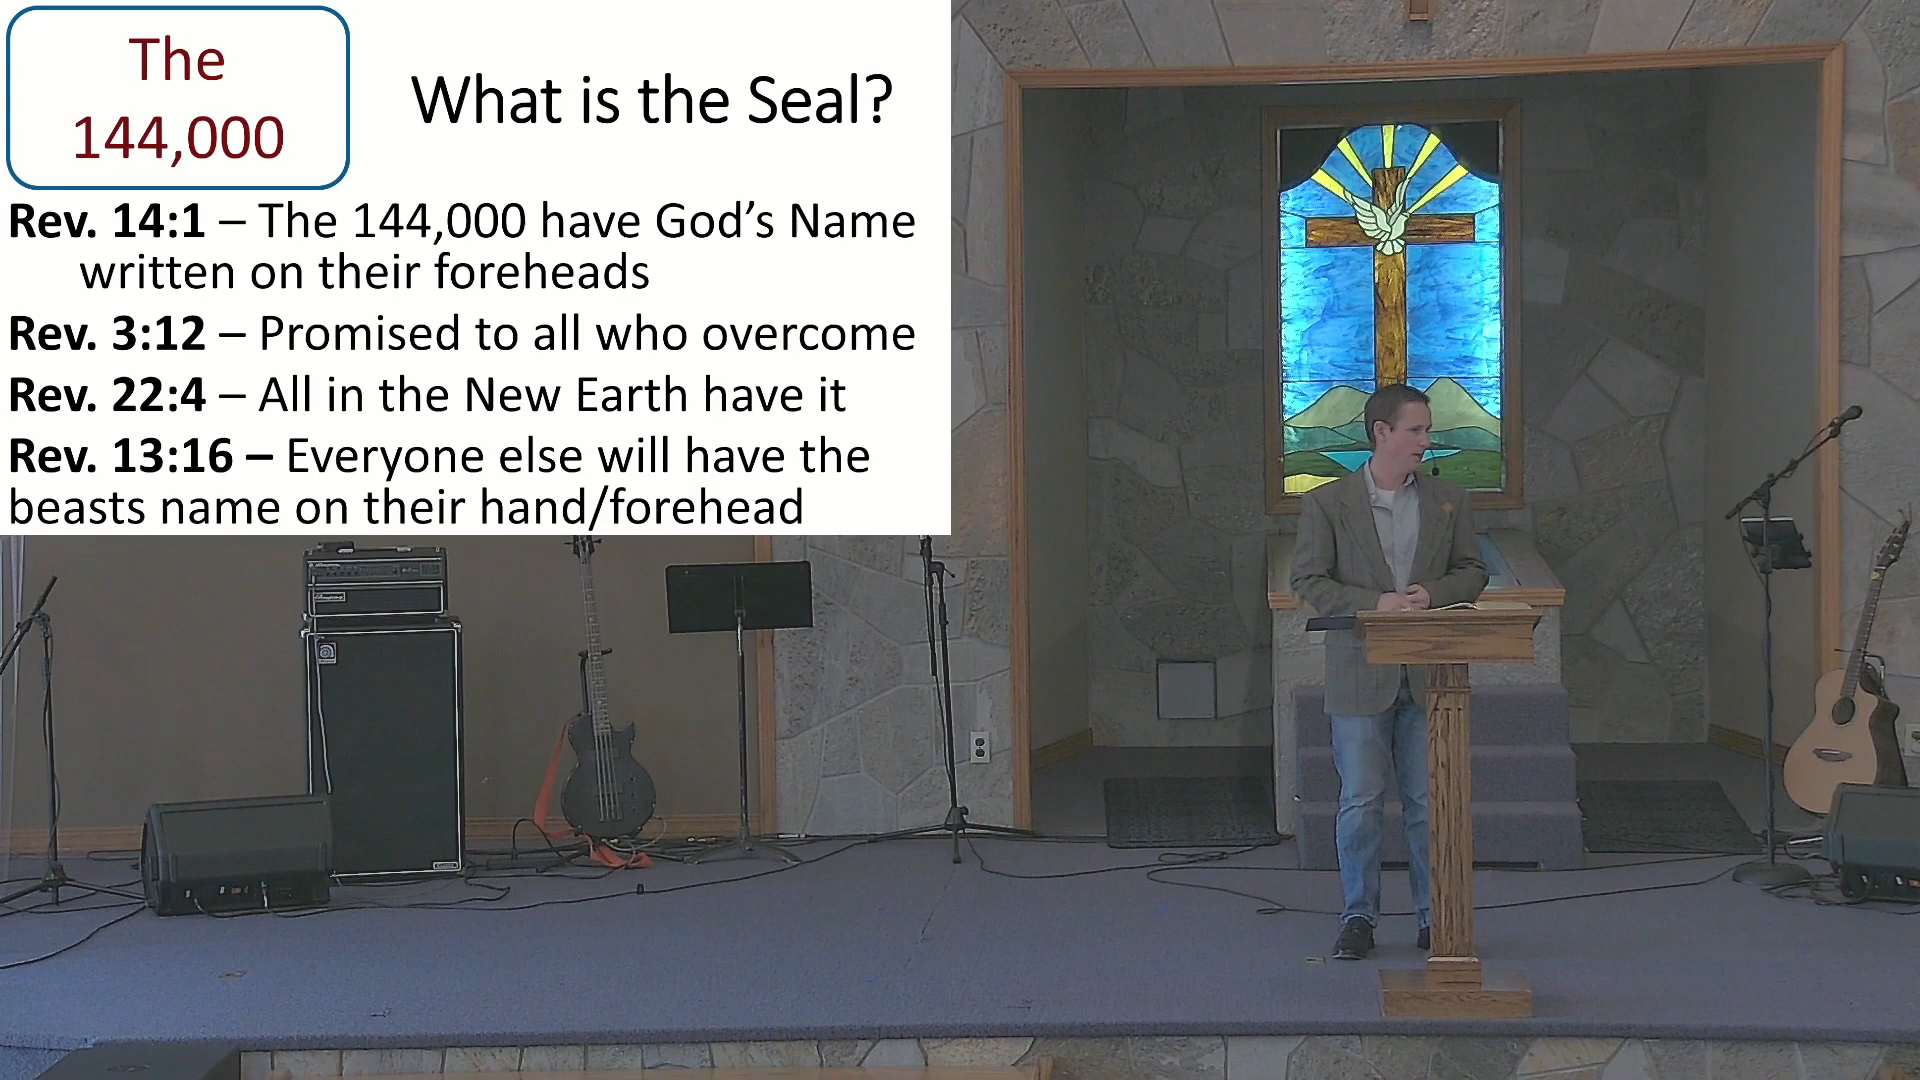 The
144,000
What is the Seal?
Rev. 14:1 – The 144,000 have God’s Name
written on their foreheads
Rev. 3:12 – Promised to all who overcome
Rev. 22:4 – All in the New Earth have it
Rev. 13:16 – Everyone else will have the
beasts name on their hand/forehead